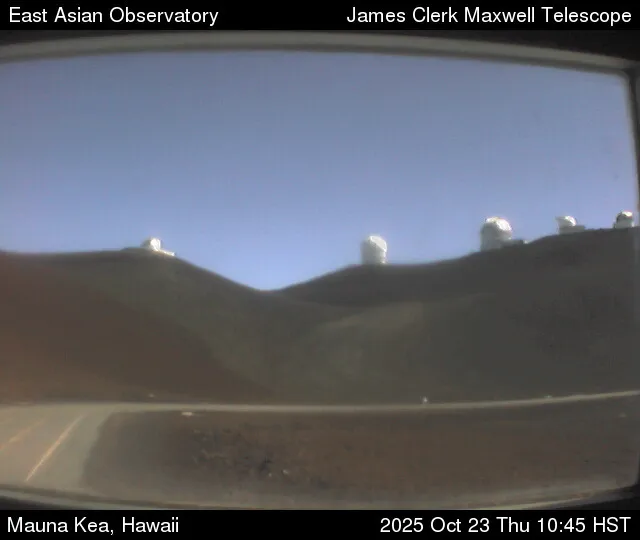 East Asian Observatory
James Clerk Maxwell Telescope
Mauna Kea, Hawaii
2025 Oct 23 Thu 10:45 HST